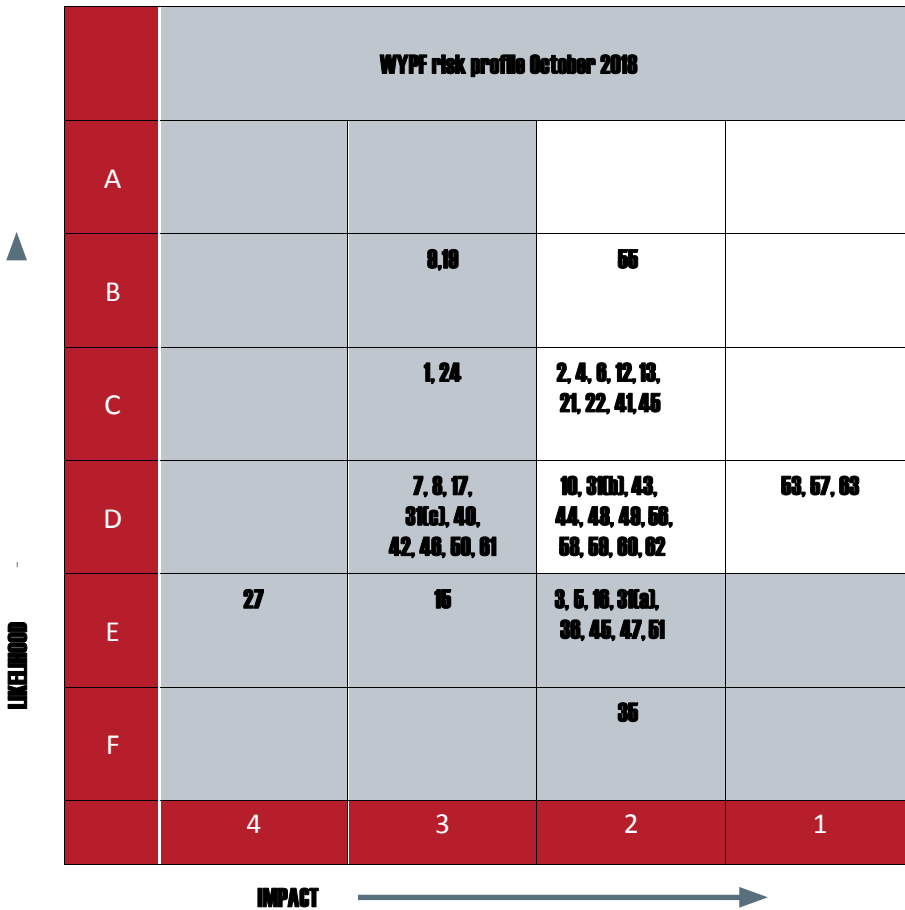 WYPF risk profile October 2018
A
B
9,19
55
C
1, 24
2, 4, 6, 12, 13,
21, 22, 41,45
D
7, 8, 17,
31(c), 40,
42, 46, 50, 61
10, 31(b), 43,
44, 48, 49, 56,
58, 59, 60, 62
53, 57, 63
E
27
15
3, 5, 16, 31(a),
36, 45, 47, 51
F
35
4
3
2
1
LIKELIHOOD
IMPACT